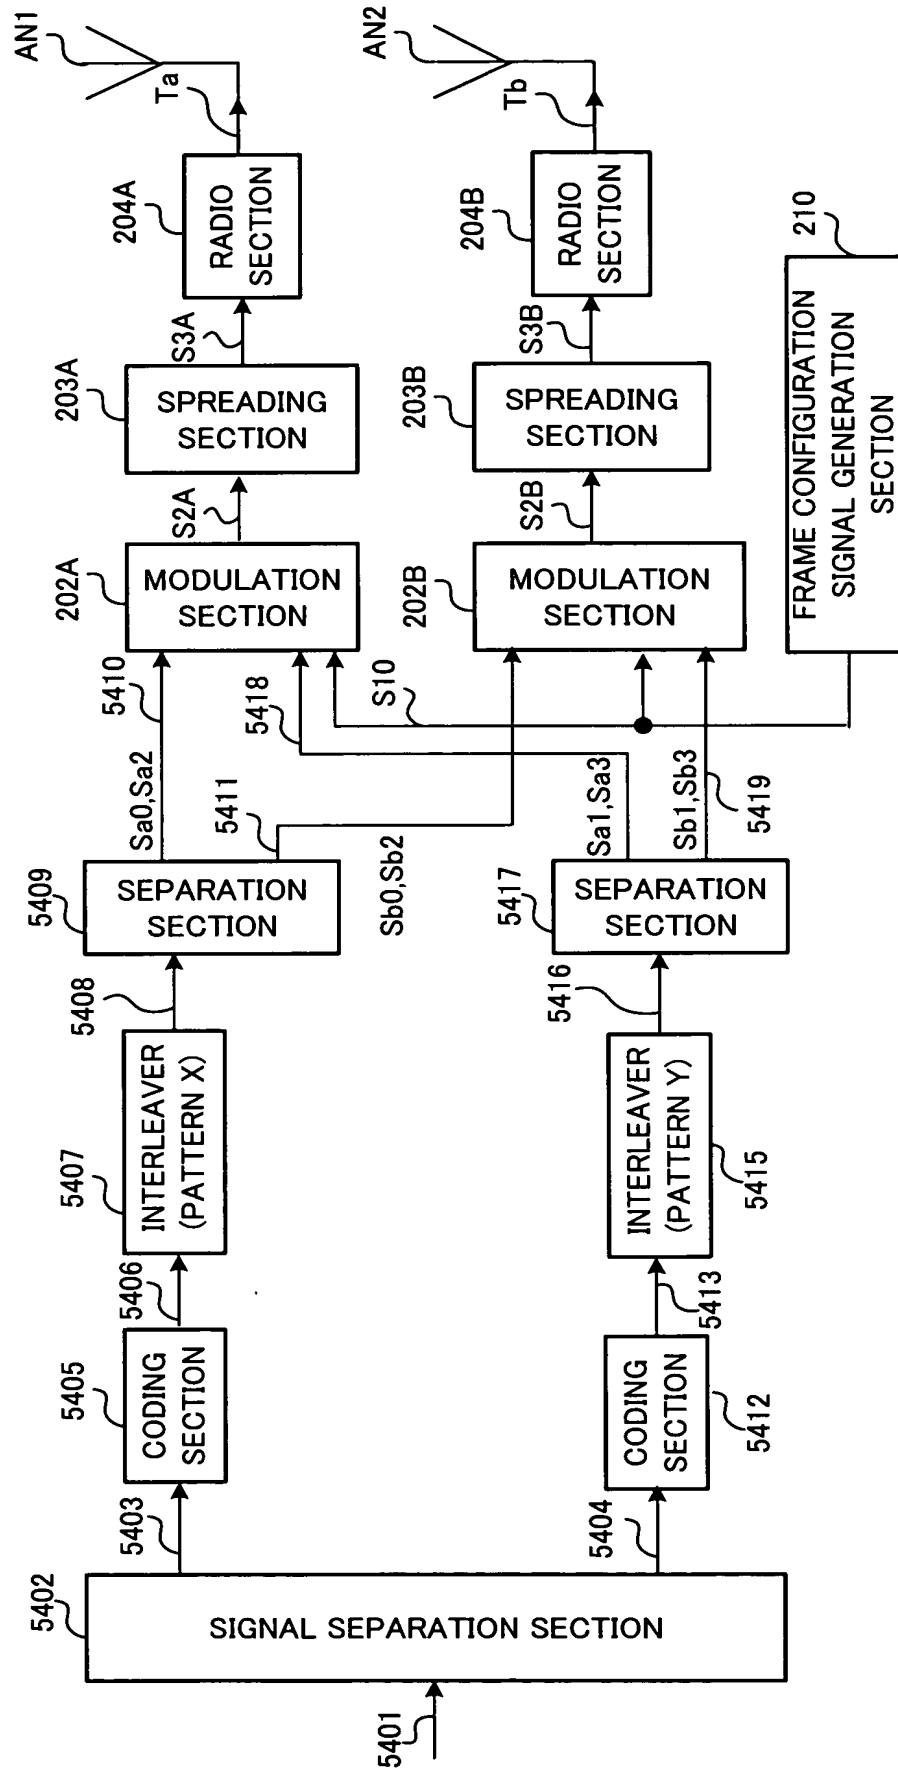 5401
5402
SIGNAL SEPARATION SECTION
5403
5405
CODING
SECTION
5406
5407
INTERLEAVER
(PATTERN X)
5408
5409
SEPARATION
SECTION
Sa0,Sa2
5410
5411
Sb0,Sb2
202A
MODULATION
SECTION
S2A
203A
SPREADING
SECTION
S3A
204A
RADIO
SECTION
Ta
AN1
5404
CODING
SECTION
5412
5413
INTERLEAVER
(PATTERN Y)
5415
5416
5417
SEPARATION
SECTION
Sa1,Sa3
5418
Sb1,Sb3
5419
S10
202B
MODULATION
SECTION
S2B
203B
SPREADING
SECTION
S3B
204B
RADIO
SECTION
Tb
AN2
210
FRAME CONFIGURATION
SIGNAL GENERATION
SECTION